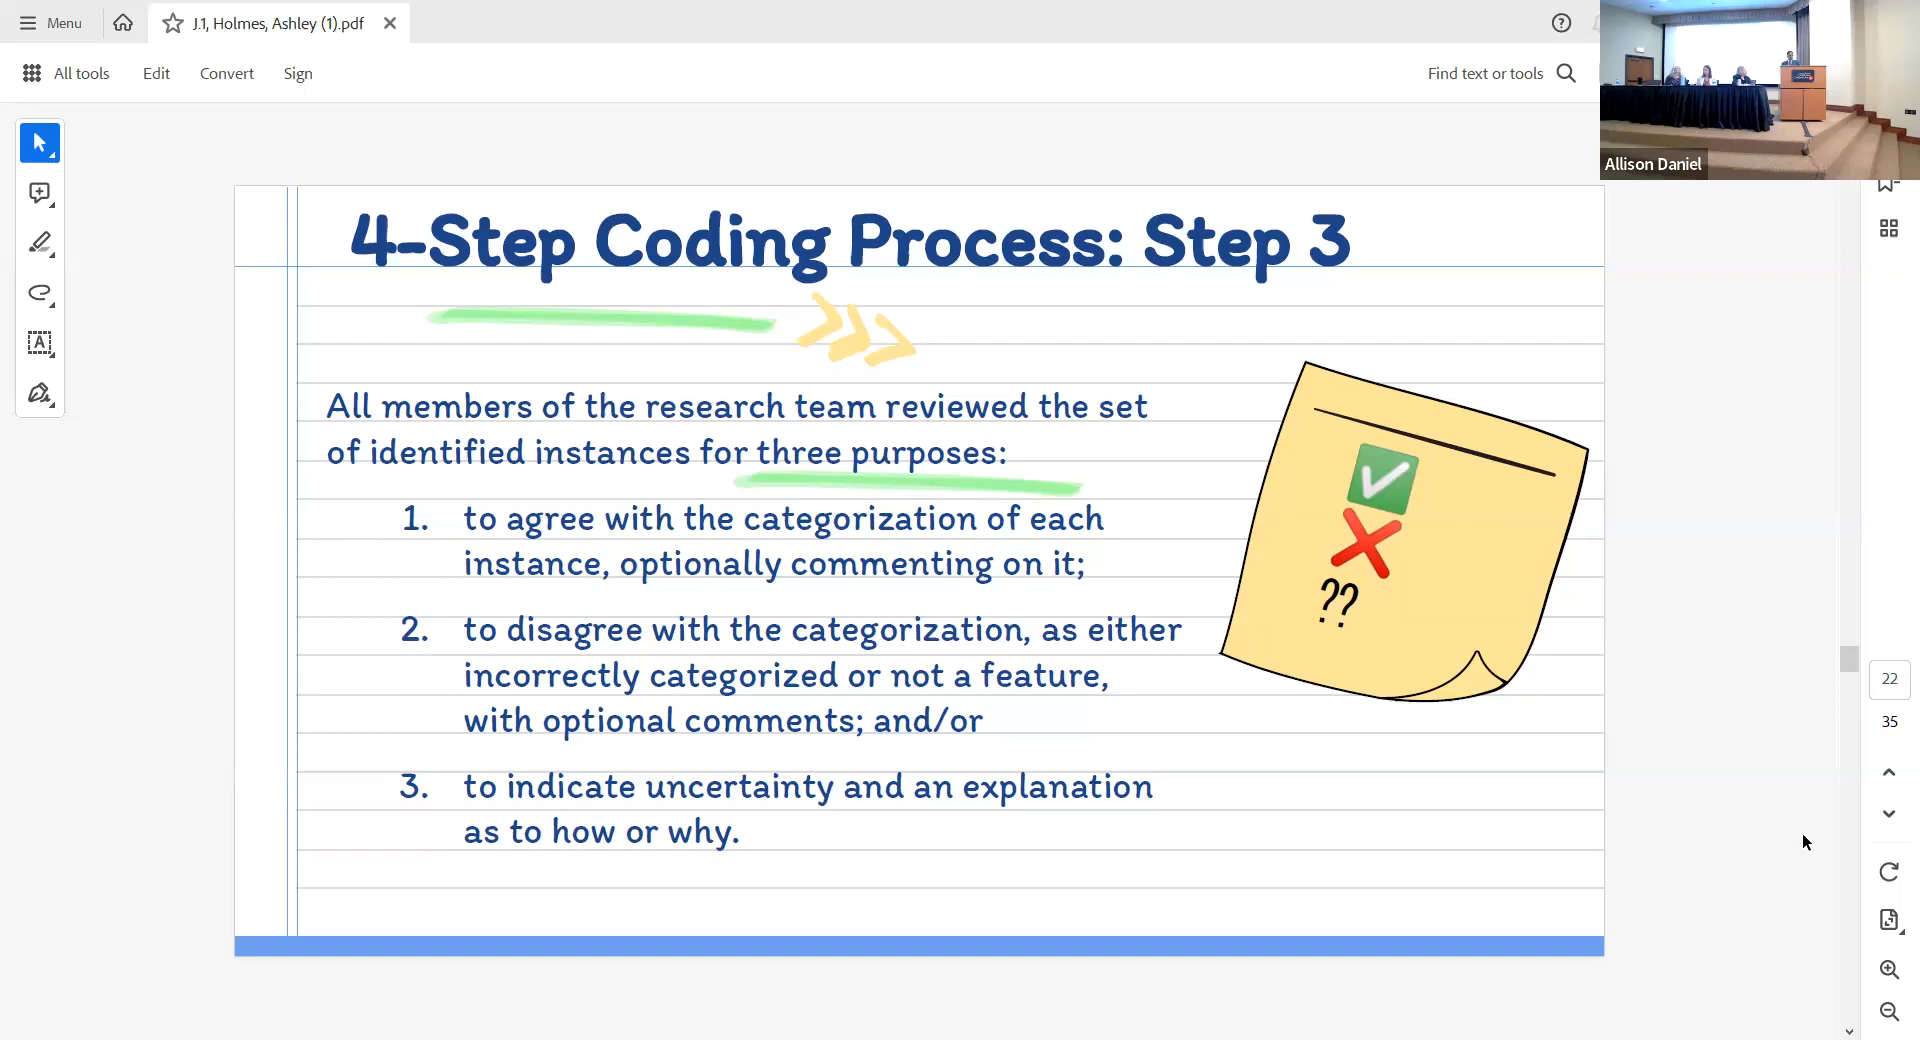 Menu
J.1, Holmes, Ashley (1).pdf
All tools
Edit
Convert
Sign
Find text or tools
Allison Daniel
4-Step Coding Process: Step 3
All members of the research team reviewed the set
of identified instances for three purposes:
1. to agree with the categorization of each
instance, optionally commenting on it;
2. to disagree with the categorization, as either
incorrectly categorized or not a feature,
with optional comments; and/or
3. to indicate uncertainty and an explanation
as to how or why.
??
22
35